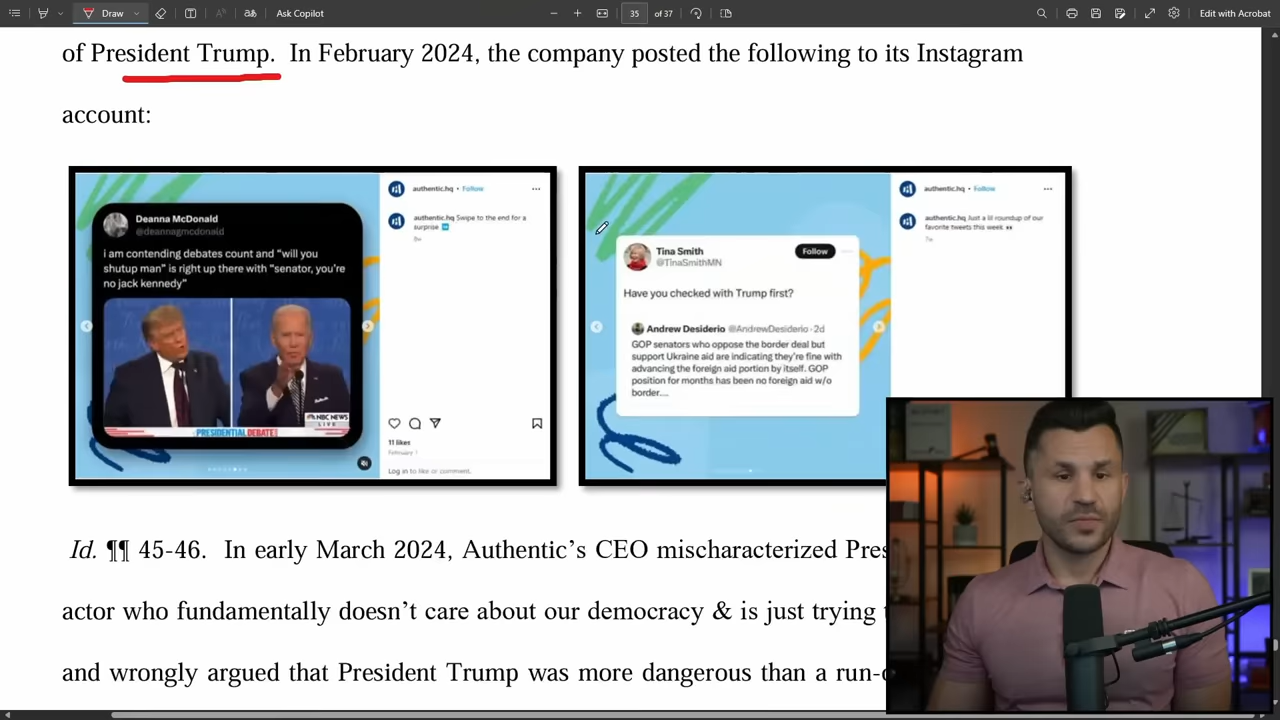 Draw
Ask Copilot
35 of 37
Edit with Acrobat
of President Trump. In February 2024, the company posted the following to its Instagram
account:
Deanna McDonald
@deannagmcdonald
i am contending debates count and "will you
shutup man" is right up there with "senator, you're
no jack kennedy"
NBC NEWS
LIVE
PRESIDENTIAL DEBATE
authentic.hq • Follow
authentic.hq Swipe to the end for a
surprise
11 likes
February
Log in to like or comment.
Tina Smith
@TinaSmithMN
Follow
Have you checked with Trump first?
Andrew Desiderio @AndrewDesiderio · 2d
GOP senators who oppose the border deal but
support Ukraine aid are indicating they're fine with
advancing the foreign aid portion by itself. GOP
position for months has been no foreign aid w/o
border....
authentic.hq • Follow
authentic.hq Just a lil roundup of our
favorite tweets this week.
Id. ¶¶ 45-46. In early March 2024, Authentic's CEO mischaracterized Pres
actor who fundamentally doesn't care about our democracy & is just trying
and wrongly argued that President Trump was more dangerous than a run-